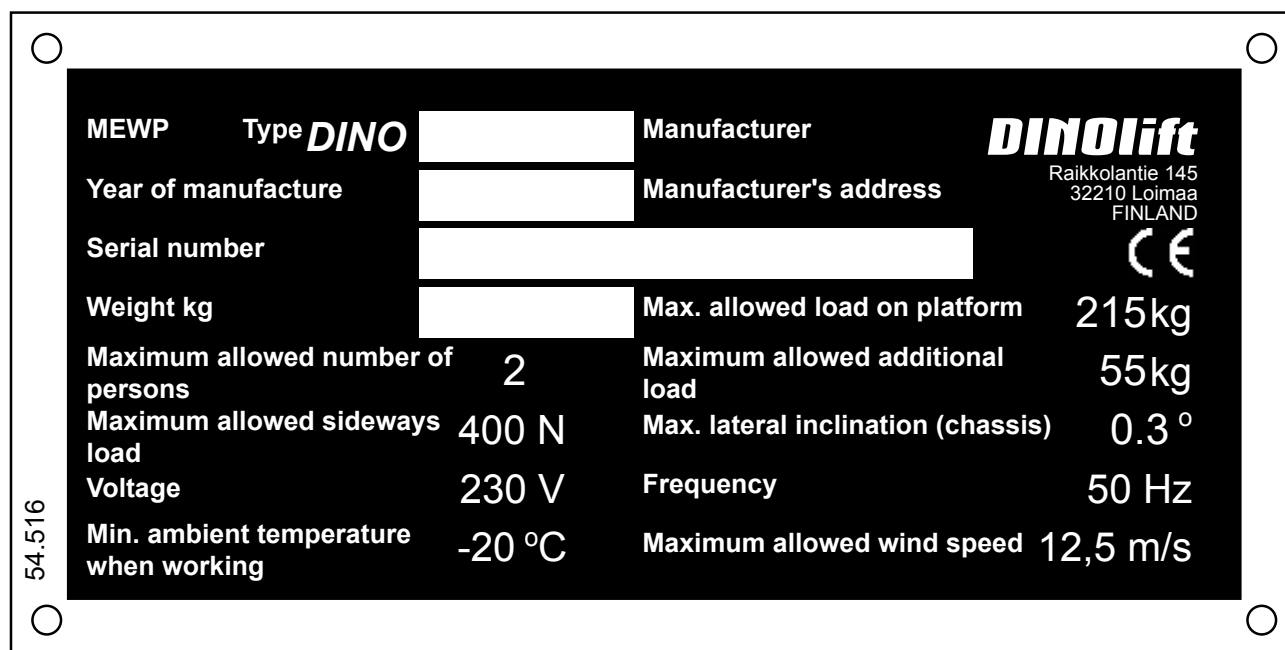 MEWP Type DINO Manufacturer DINOlift
Raikkolantie 145
Year of manufacture Manufacturer's address 32210 Loimaa
FINLAND
Serial number CE
Weight kg Max. allowed load on platform 215kg
Maximum allowed number of
persons 2
Maximum allowed additional
load 55kg
Maximum allowed sideways
load 400 N
Max. lateral inclination (chassis) 0.3 º
Voltage 230 V Frequency 50 Hz
Min. ambient temperature
when working -20 ºC
Maximum allowed wind speed 12,5 m/s
54.516